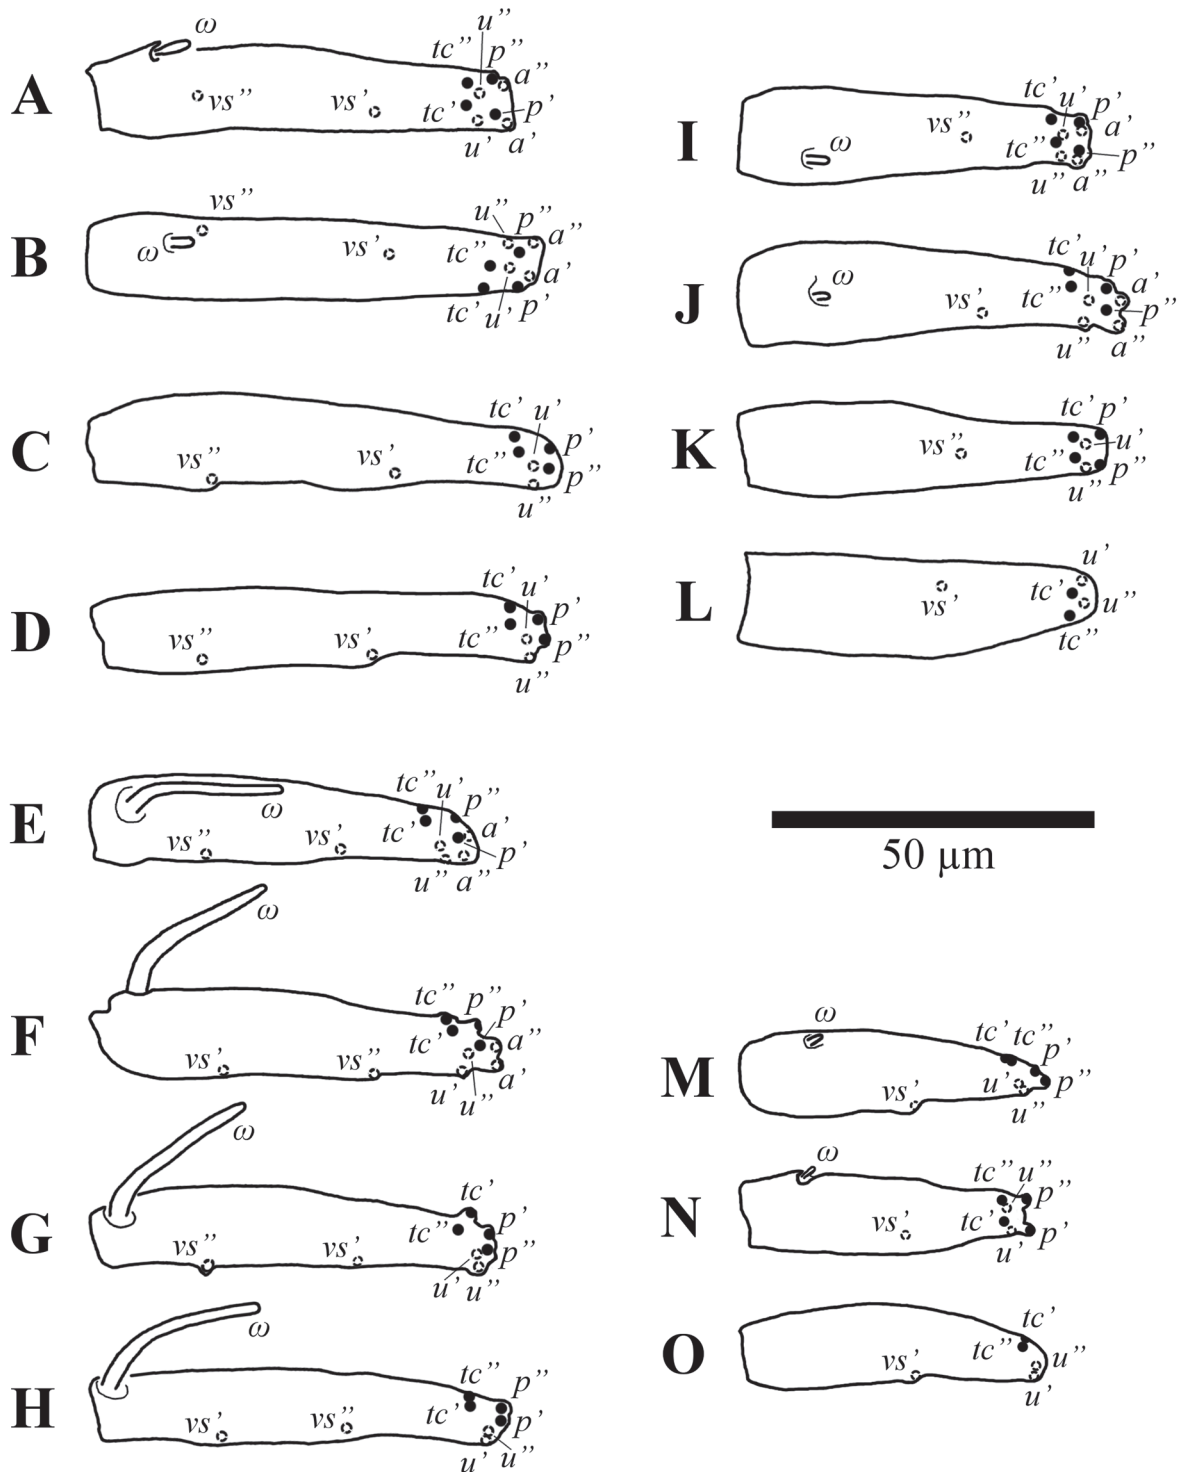 A
ω
vs’’
vs’
tc’’
u’’
p’’
a’’
tc’
p’
u’
a’
B
vs’’
ω
vs’
u’’
p’’
a’’
tc’’
a’
tc’
u’
p’
C
vs’’
vs’
tc’
u’
p’
tc’’
p’’
u’’
D
vs’’
vs’
tc’
u’
p’
tc’’
p’’
u’’
E
ω
vs’’
vs’
tc’’
u’
p’’
a’
tc’
p’
u’’
a’’
F
ω
vs’
vs’’
tc’’
p’’
p’
a’’
tc’
u’
u’’
a’
G
ω
vs’’
vs’
tc’
p’
tc’’
p’’
u’
u’’
H
ω
vs’
vs’’
tc’’
p’’
tc’
p’
u’
u’’
I
ω
vs’’
tc’
u’
p’
a’
tc’’
p’’
u’’
a’’
J
ω
vs’
tc’
u’
p’
a’
tc’’
p’’
u’’
a’’
K
vs’’
tc’
p’
u’
tc’’
p’’
u’’
L
vs’
u’
tc’
u’’
tc’’
50 μm
M
ω
vs’
tc’
tc’’
p’
u’
p’’
u’’
N
ω
vs’
tc’’
u’’
p’’
tc’
p’
u’
O
vs’
tc’
tc’’
u’’
u’